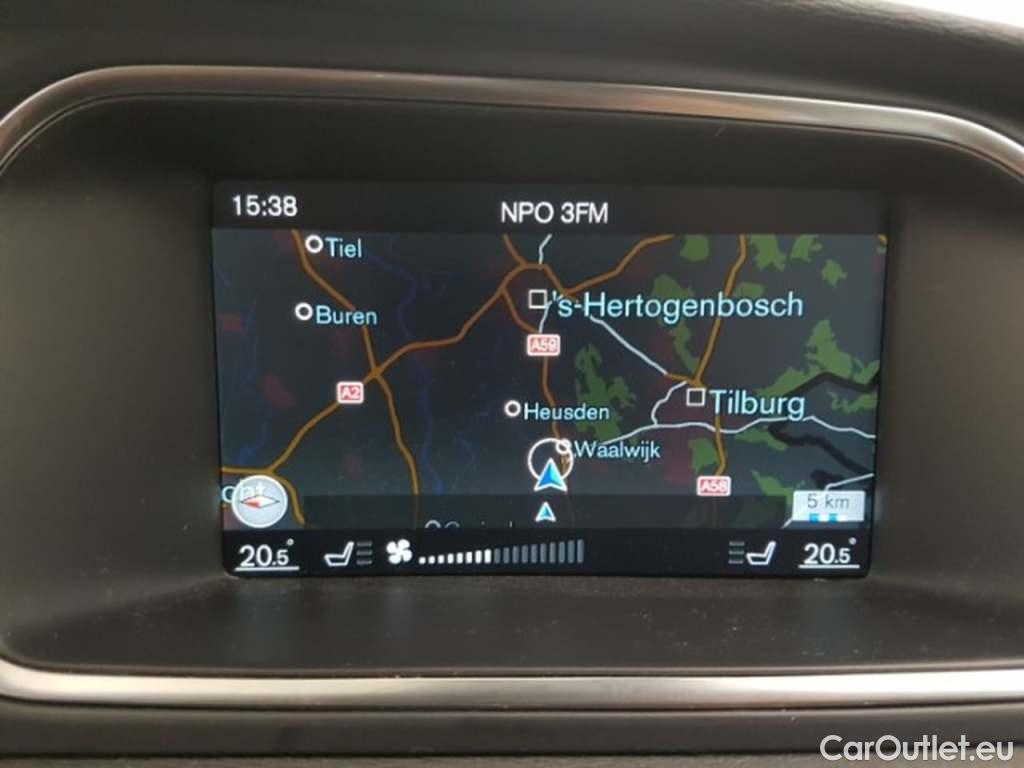 15:38
NPO 3FM
Tiel
Buren
's-Hertogenbosch
A59
A2
Heusden
Tilburg
Waalwijk
A58
cht
5 km
20.5°
20.5°
CarOutlet.eu